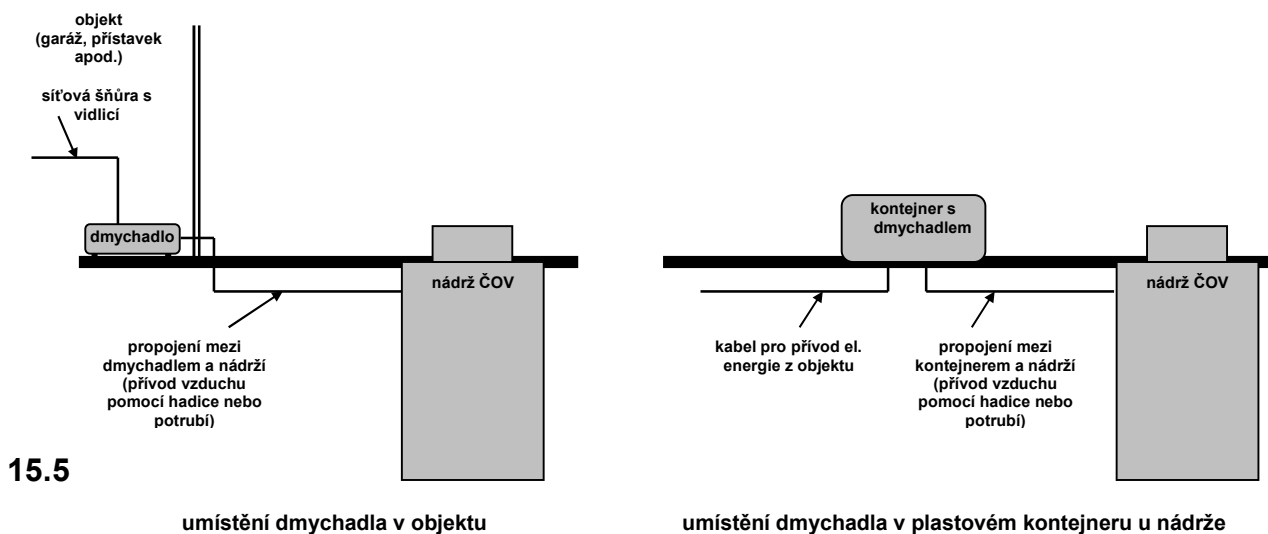 objekt
(garáž, přístavek
apod.)
síťová šňůra s
vidlicí
dmychadlo
nádrž ČOV
propojení mezi
dmychadlem a nádrží
(přívod vzduchu
pomocí hadice nebo
potrubí)
kontejner s
dmychadlem
nádrž ČOV
kabel pro přívod el.
energie z objektu
propojení mezi
kontejnerem a nádrží
(přívod vzduchu
pomocí hadice nebo
potrubí)
15.5
umístění dmychadla v objektu
umístění dmychadla v plastovém kontejneru u nádrže